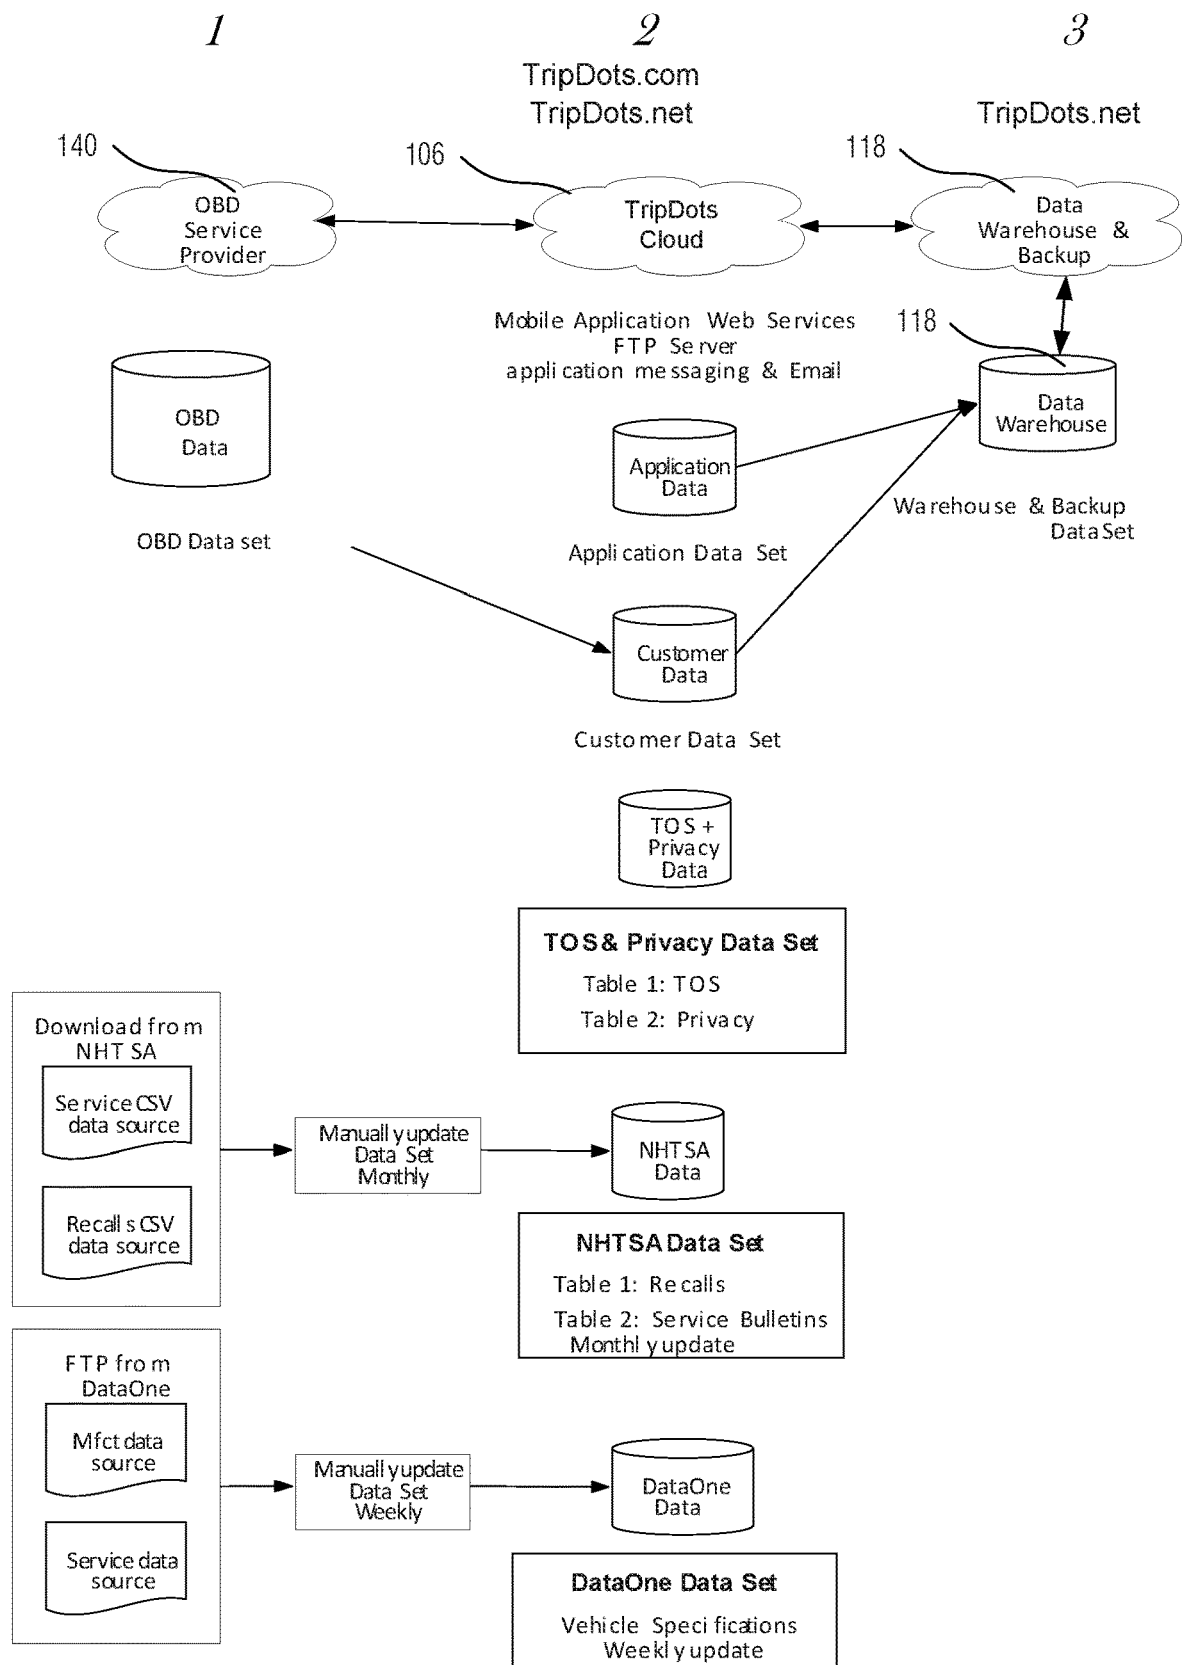 1
2
3
TripDots.com
TripDots.net
TripDots.net
140
106
118
OBD
Service
Provider
TripDots
Cloud
Data
Warehouse &
Backup
Mobile Application Web Services
FTP Server
application messaging & Email
118
OBD
Data
Application
Data
Data
Warehouse
OBD Data set
Application Data Set
Warehouse & Backup
DataSet
Customer
Data
Customer Data Set
TOS +
Privacy
Data
TOS & Privacy Data Set
Table 1: TOS
Table 2: Privacy
Download from
NHTSA
Service CSV
data source
Recalls CSV
data source
Manually update
Data Set
Monthly
NHTSA
Data
NHTSA Data Set
Table 1: Recalls
Table 2: Service Bulletins
Monthly update
FTP from
DataOne
Mfct data
source
Service data
source
Manually update
Data Set
Weekly
DataOne
Data
DataOne Data Set
Vehicle Specifications
Weekly update